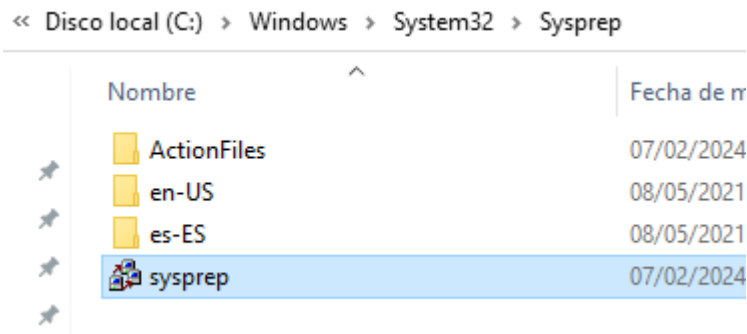 « Disco local (C:) > Windows > System32 > Sysprep
Nombre Fecha de m
ActionFiles 07/02/2024
en-US 08/05/2021
es-ES 08/05/2021
sysprep 07/02/2024